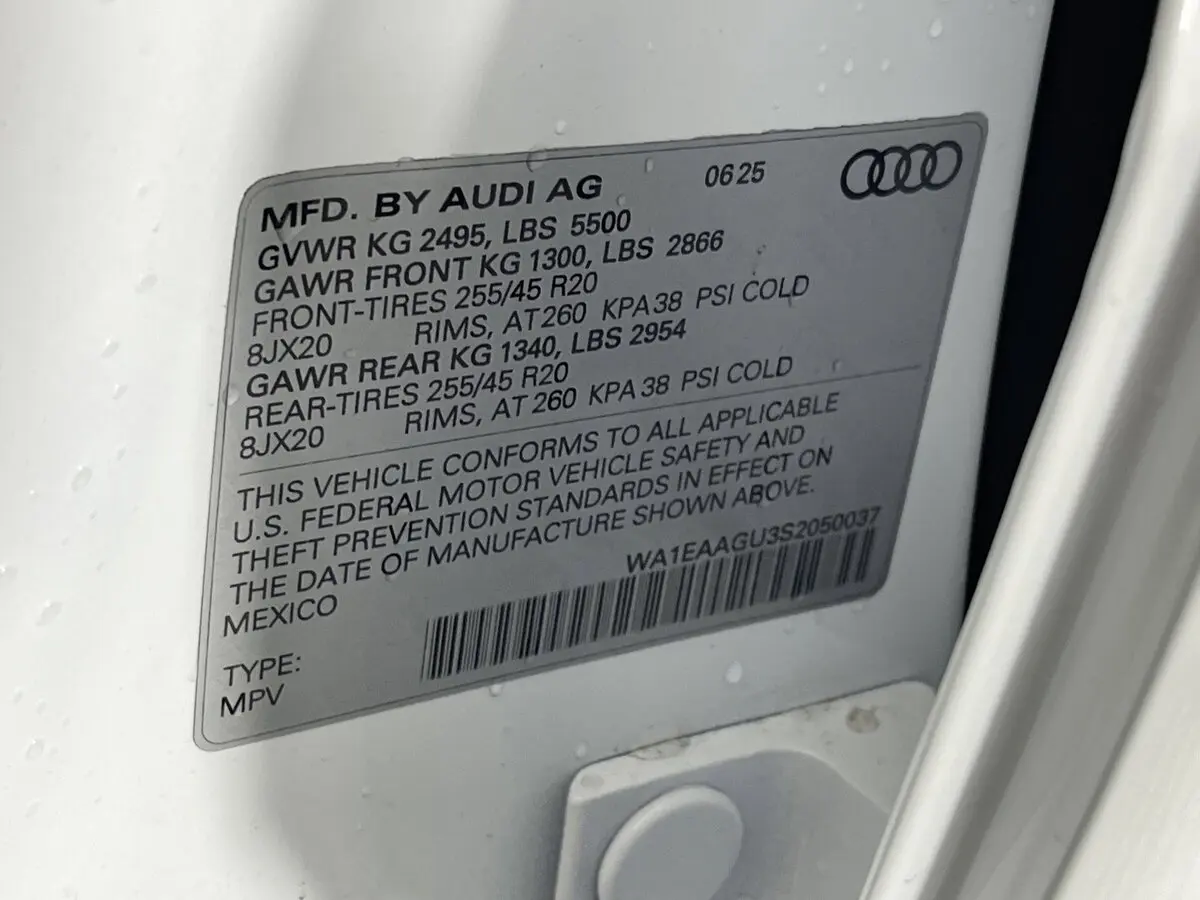 MFD. BY AUDI AG 0625
GVWR KG 2495, LBS 5500
GAWR FRONT KG 1300, LBS 2866
FRONT-TIRES 255/45 R20
8JX20 RIMS, AT 260 KPA 38 PSI COLD
GAWR REAR KG 1340, LBS 2954
REAR-TIRES 255/45 R20
8JX20 RIMS, AT 260 KPA 38 PSI COLD
THIS VEHICLE CONFORMS TO ALL APPLICABLE
U.S. FEDERAL MOTOR VEHICLE SAFETY AND
THEFT PREVENTION STANDARDS IN EFFECT ON
THE DATE OF MANUFACTURE SHOWN ABOVE.
MEXICO WA1EAAGU3S2050037
TYPE:
MPV